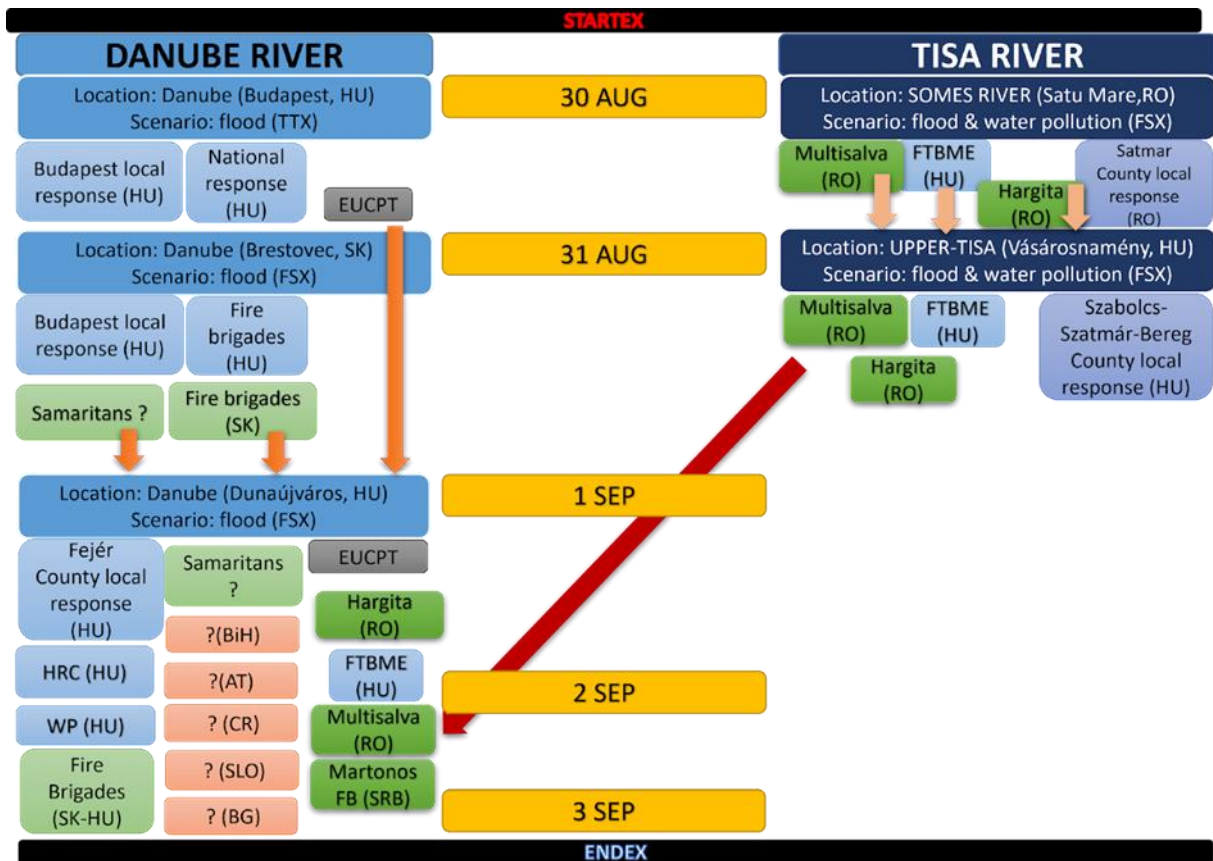 STARTEX
DANUBE RIVER
Location: Danube (Budapest, HU)
Scenario: flood (TTX)
Budapest local
response (HU)
National
response
(HU)
EUCPT
Location: Danube (Brestovec, SK)
Scenario: flood (FSX)
Budapest local
response (HU)
Fire
brigades
(HU)
Samaritans ?
Fire brigades
(SK)
Location: Danube (Dunaújváros, HU)
Scenario: flood (FSX)
Fejér
County local
response
(HU)
HRC (HU)
WP (HU)
Fire
Brigades
(SK-HU)
Samaritans
?
?(BiH)
?(AT)
? (CR)
? (SLO)
? (BG)
EUCPT
Hargita
(RO)
FTBME
(HU)
Multisalva
(RO)
Martonos
FB (SRB)
30 AUG
31 AUG
1 SEP
2 SEP
3 SEP
TISA RIVER
Location: SOMES RIVER (Satu Mare,RO)
Scenario: flood & water pollution (FSX)
Multisalva
(RO)
FTBME
(HU)
Hargita
(RO)
Satmar
County local
response
(RO)
Location: UPPER-TISA (Vásárosnamény, HU)
Scenario: flood & water pollution (FSX)
Multisalva
(RO)
FTBME
(HU)
Hargita
(RO)
Szabolcs-
Szatmár-Bereg
County local
response (HU)
ENDEX